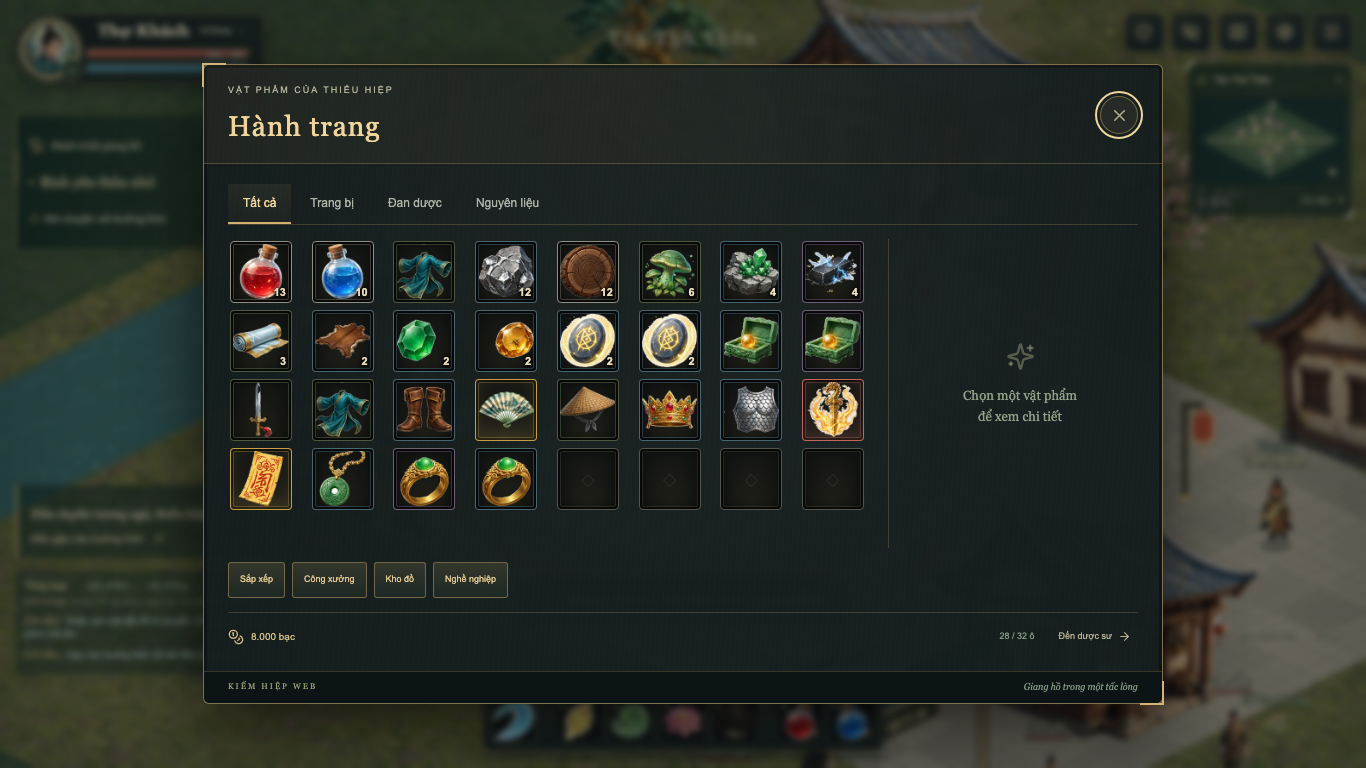 VẬT PHẨM CỦA THIẾU HIỆP
Hành trang
Tất cả
Trang bị
Đan dược
Nguyên liệu
13
10
12
12
6
4
4
3
2
2
2
2
2
Chọn một vật phẩm
để xem chi tiết
Sắp xếp
Công xưởng
Kho đồ
Nghề nghiệp
8.000 bạc
28 / 32 ô
Đến dược sư
KIẾM HIỆP WEB
Giang hồ trong một tấc lòng